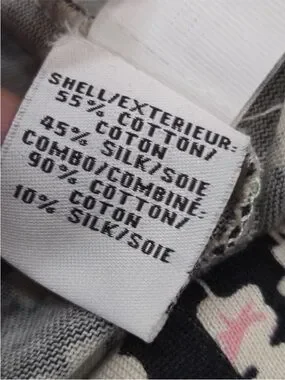 SHELL/EXTERIEUR:
55% COTTON/
COTON
45% SILK/SOIE
COMBO/COMBINÉ:
90% COTTON/
COTON
10% SILK/SOIE